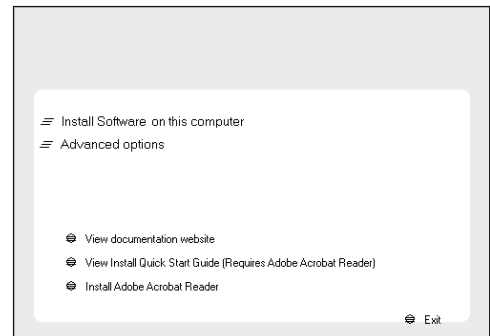 Install Software on this computer
Advanced options
View documentation website
View Install Quick Start Guide (Requires Adobe Acrobat Reader)
Install Adobe Acrobat Reader
Exit